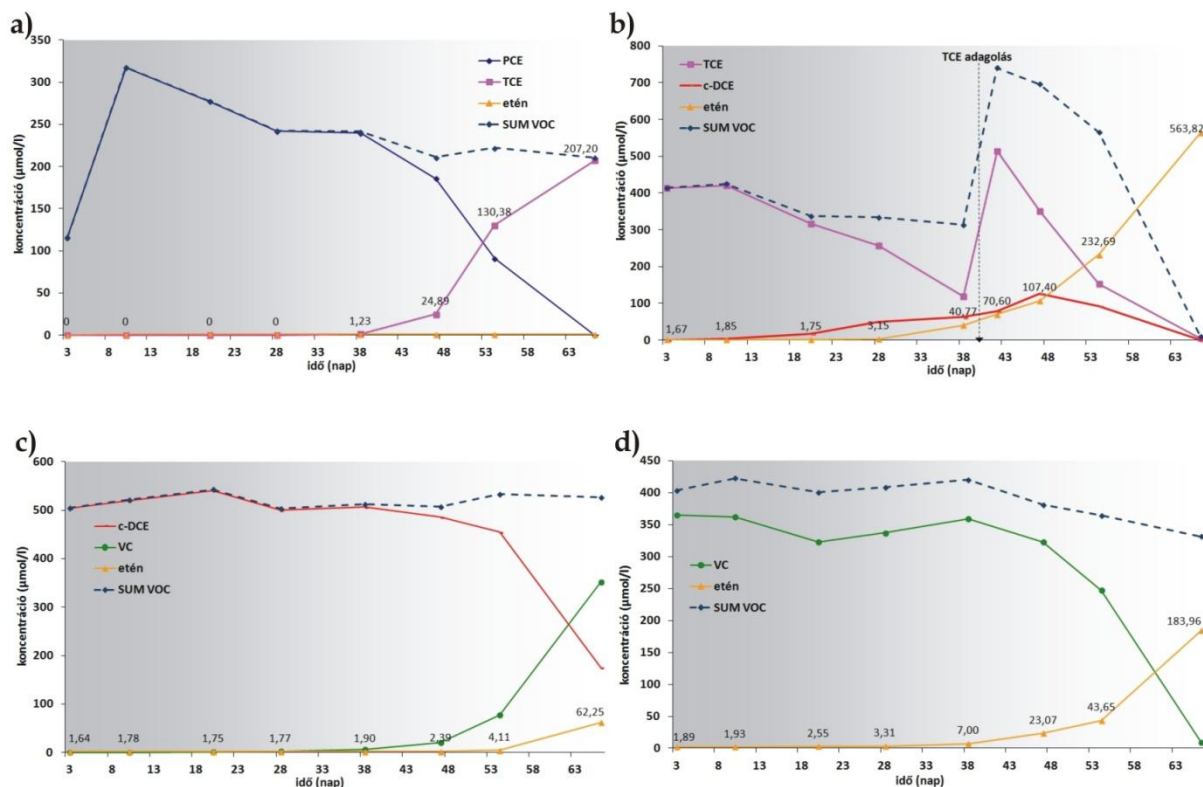 a)
350
300
250
200
150
100
50
0
koncentráció (µmol/l)
PCE
TCE
etén
SUM VOC
207,20
130,38
24,89
0 0 0 0 1,23
3 8 13 18 23 28 33 38 43 48 53 58 63
idő (nap)
b)
800
700
600
500
400
300
200
100
0
koncentráció (µmol/l)
TCE adagolás
TCE
c-DCE
etén
SUM VOC
563,82
232,69
107,40
70,60
40,77
1,67 1,85 1,75 3,15
3 8 13 18 23 28 33 38 43 48 53 58 63
idő (nap)
c)
600
500
400
300
200
100
0
koncentráció (µmol/l)
c-DCE
VC
etén
SUM VOC
62,25
1,64 1,78 1,75 1,77 1,90 2,39 4,11
3 8 13 18 23 28 33 38 43 48 53 58 63
idő (nap)
d)
450
400
350
300
250
200
150
100
50
0
koncentráció (µmol/l)
VC
etén
SUM VOC
183,96
43,65
23,07
1,89 1,93 2,55 3,31 7,00
3 8 13 18 23 28 33 38 43 48 53 58 63
idő (nap)